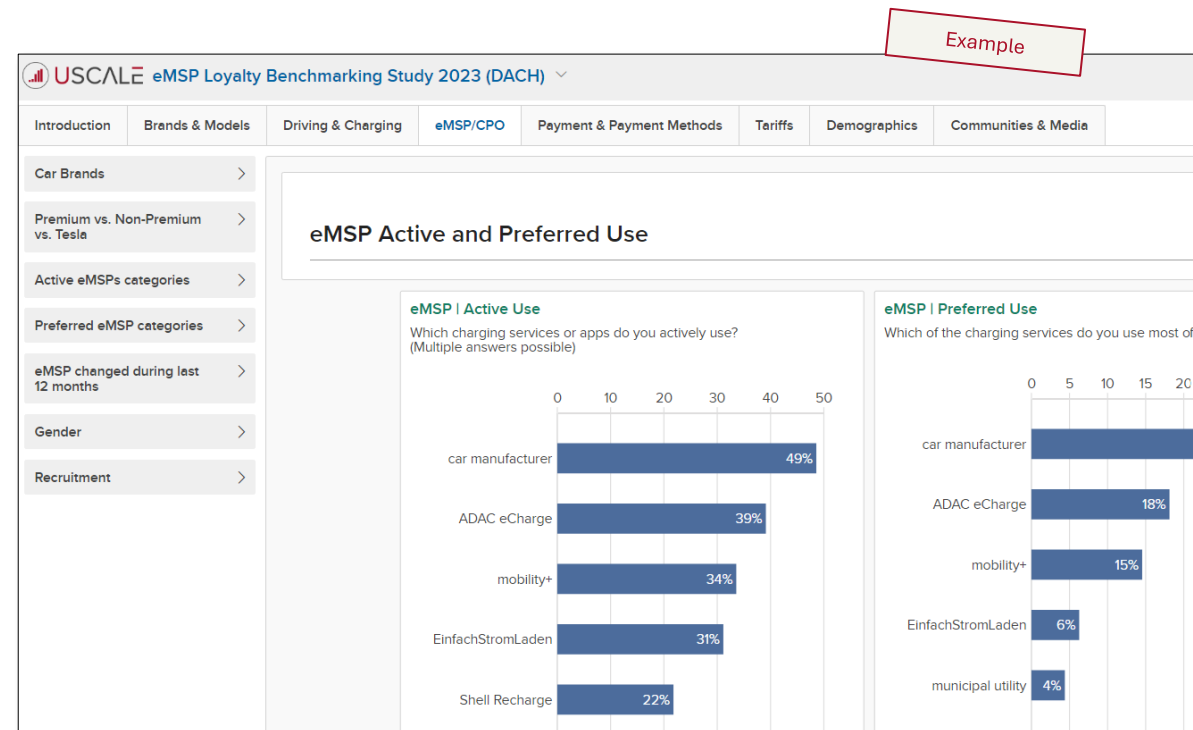 Example
USCALE eMSP Loyalty Benchmarking Study 2023 (DACH)
Introduction
Brands & Models
Driving & Charging
eMSP/CPO
Payment & Payment Methods
Tariffs
Demographics
Communities & Media
Car Brands
Premium vs. Non-Premium
vs. Tesla
Active eMSPs categories
Preferred eMSP categories
eMSP changed during last
12 months
Gender
Recruitment
eMSP Active and Preferred Use
eMSP | Active Use
Which charging services or apps do you actively use?
(Multiple answers possible)
0 10 20 30 40 50
car manufacturer 49%
ADAC eCharge 39%
mobility+ 34%
EinfachStromLaden 31%
Shell Recharge 22%
eMSP | Preferred Use
Which of the charging services do you use most of
0 5 10 15 20
car manufacturer
ADAC eCharge 18%
mobility+ 15%
EinfachStromLaden 6%
municipal utility 4%